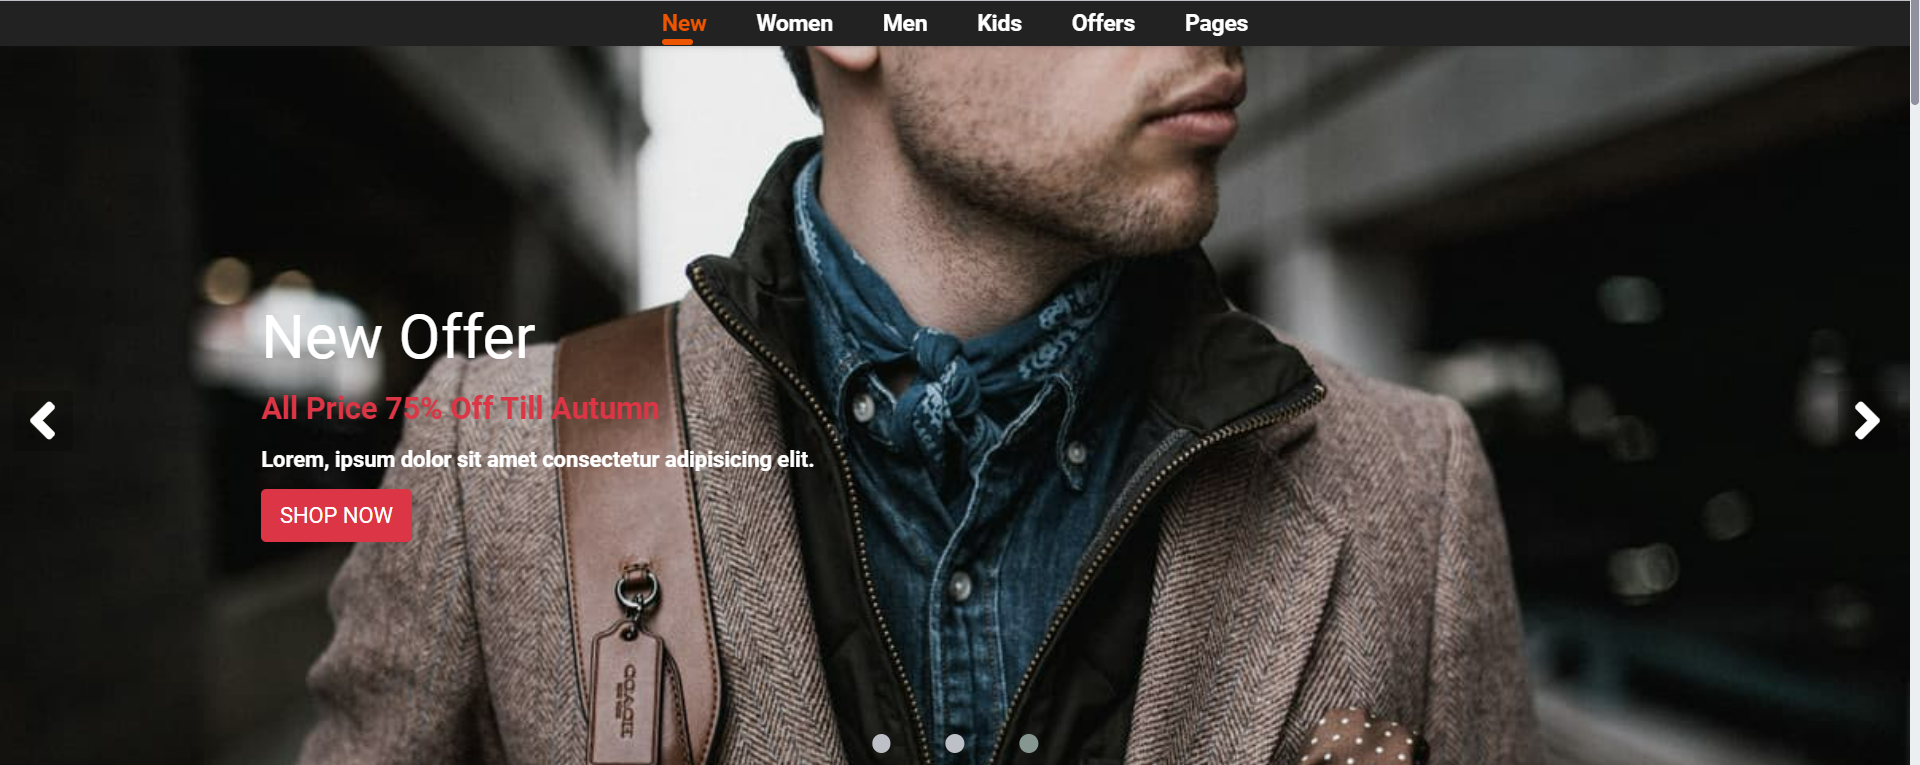 New Women Men Kids Offers Pages
New Offer
All Price 75% Off Till Autumn
Lorem, ipsum dolor sit amet consectetur adipisicing elit.
SHOP NOW
COACH